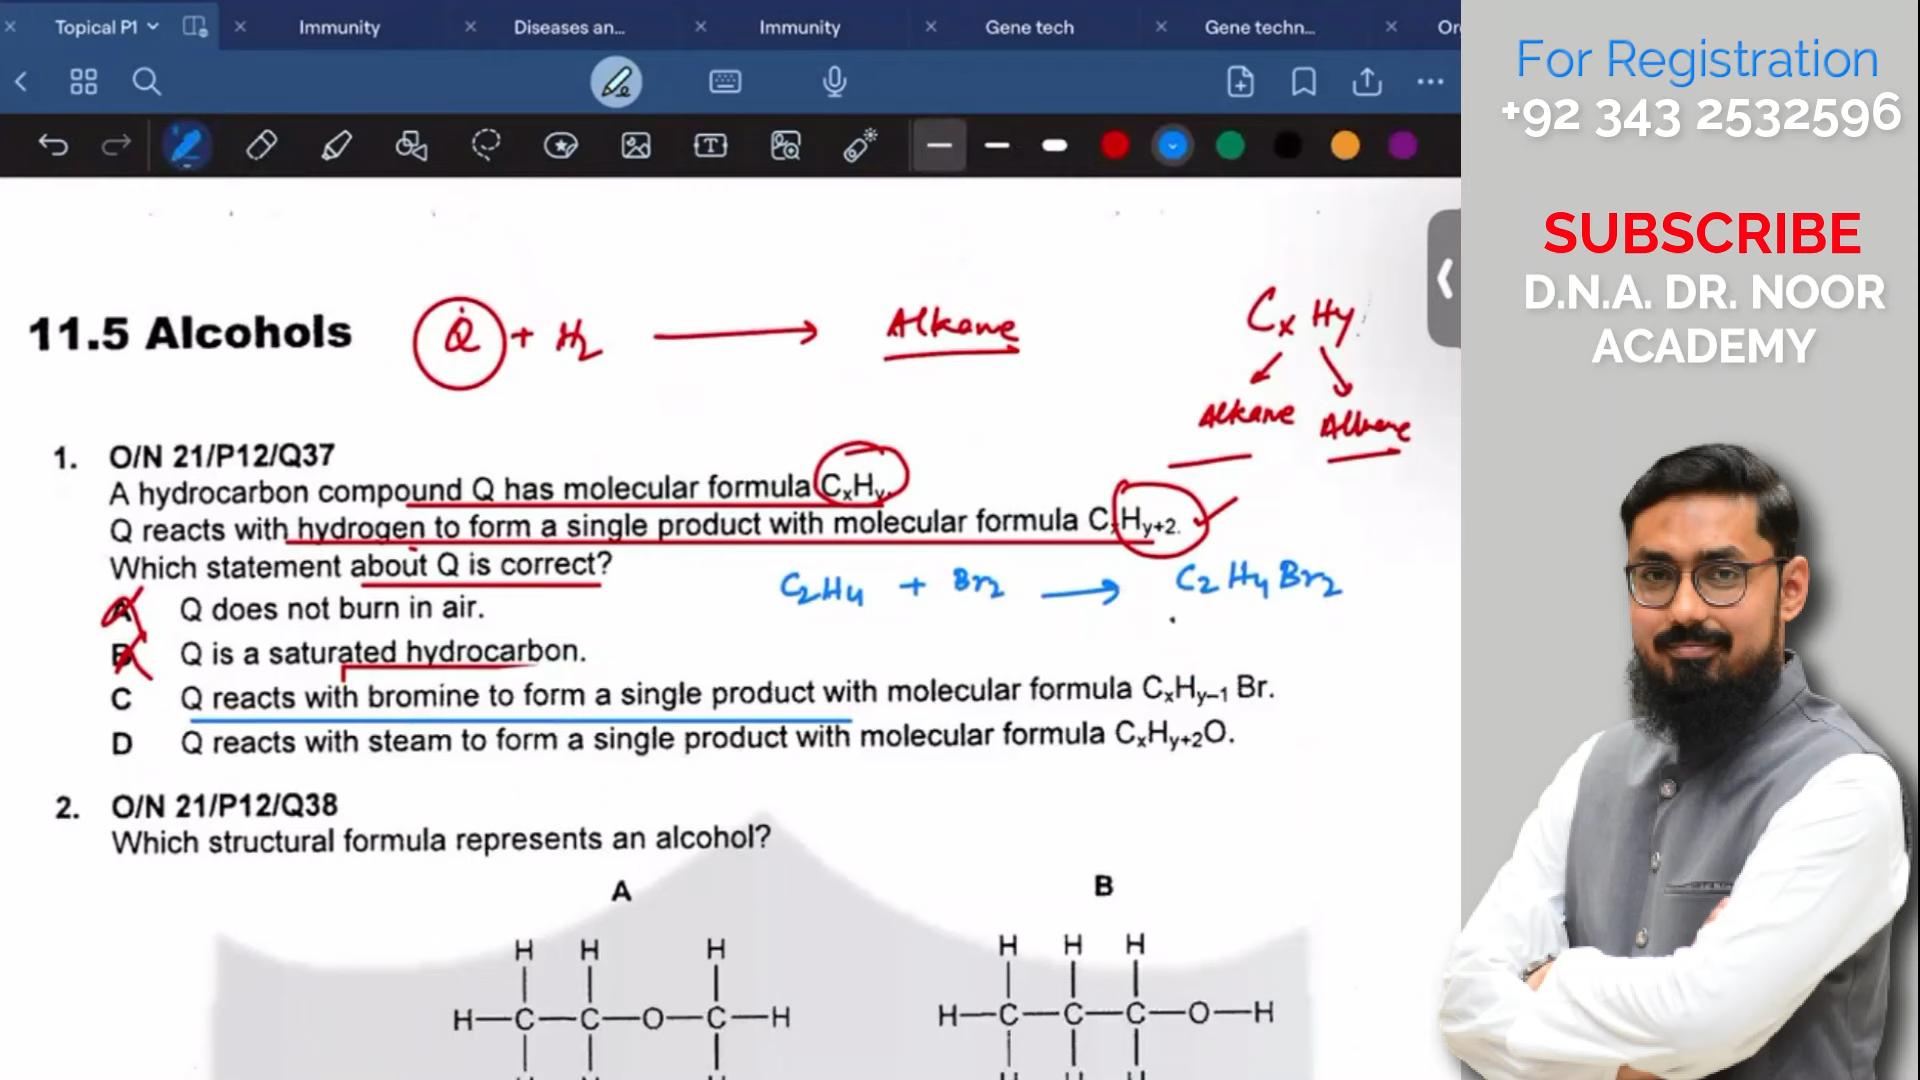 Topical P1
Immunity
Diseases an...
Immunity
Gene tech
Gene techn...
Or
For Registration
+92 343 2532596
SUBSCRIBE
D.N.A. DR. NOOR
ACADEMY
11.5 Alcohols
Q + H2 → Alkane
CxHy
Alkane Alkene
1. O/N 21/P12/Q37
A hydrocarbon compound Q has molecular formula CxHy.
Q reacts with hydrogen to form a single product with molecular formula CxHy+2.
Which statement about Q is correct?
C2H4 + Br2 → C2H4Br2
A Q does not burn in air.
B Q is a saturated hydrocarbon.
C Q reacts with bromine to form a single product with molecular formula CxHy–1 Br.
D Q reacts with steam to form a single product with molecular formula CxHy+2O.
2. O/N 21/P12/Q38
Which structural formula represents an alcohol?
A B
H H H H H H
H—C—C—O—C—H H—C—C—C—O—H